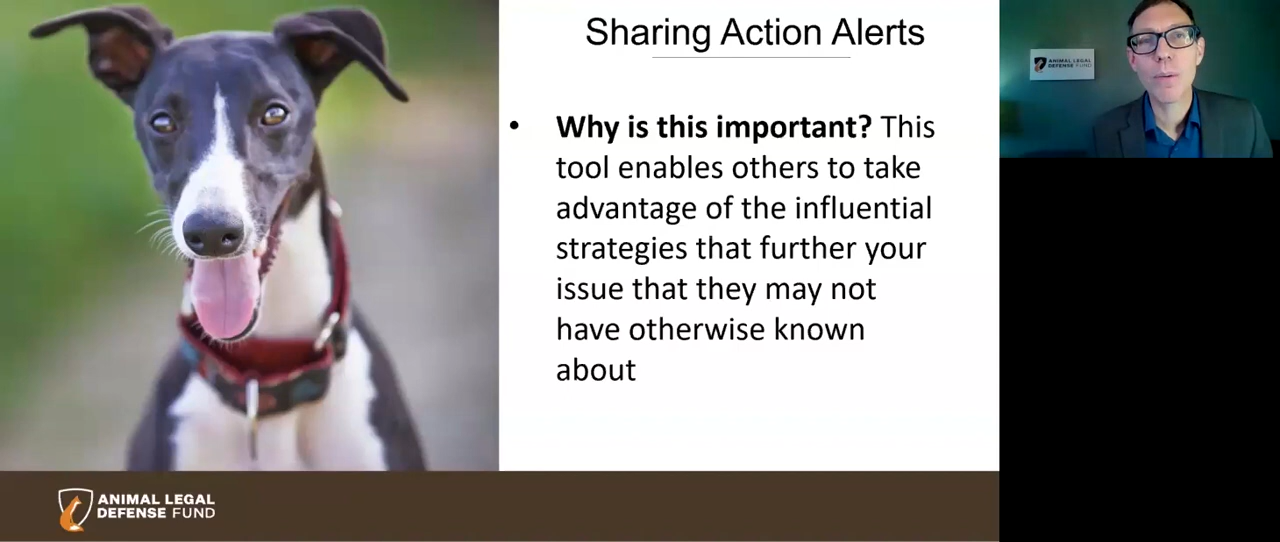 Sharing Action Alerts
• Why is this important? This
tool enables others to take
advantage of the influential
strategies that further your
issue that they may not
have otherwise known
about
ANIMAL LEGAL
DEFENSE FUND
ANIMAL LEGAL
DEFENSE FUND